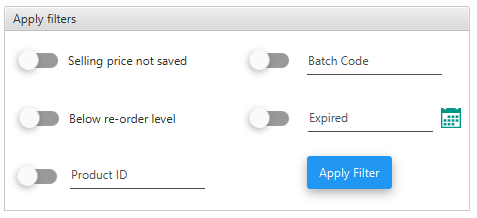 Apply filters
Selling price not saved
Batch Code
Below re-order level
Expired
Product ID
Apply Filter